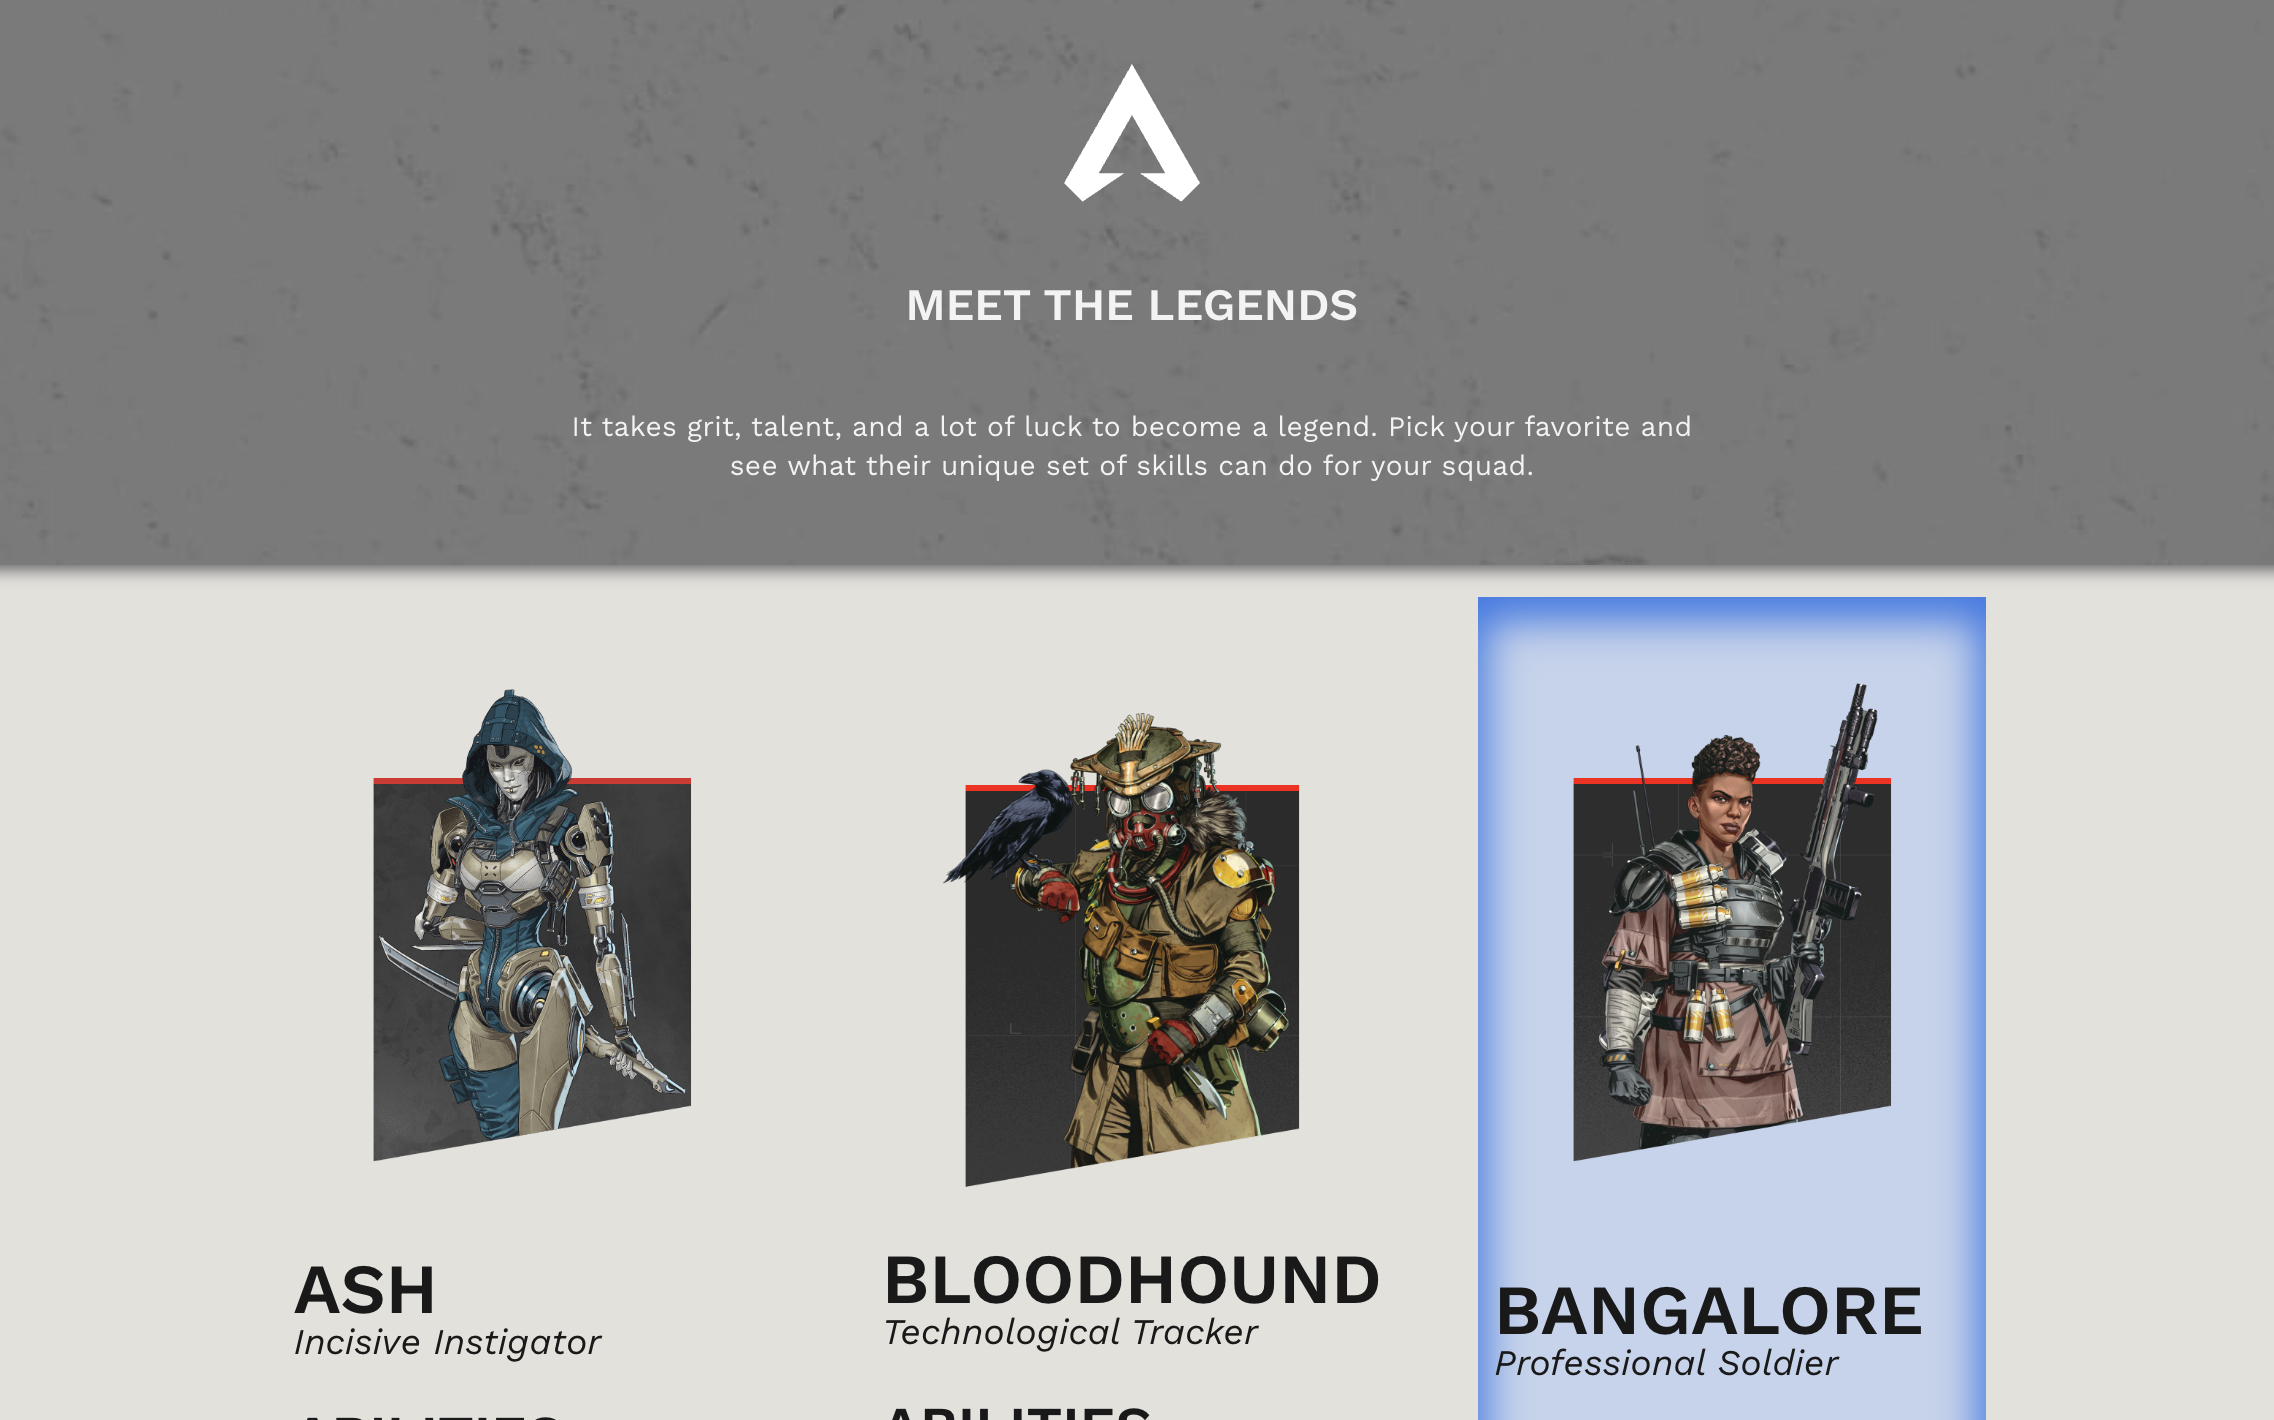 MEET THE LEGENDS
It takes grit, talent, and a lot of luck to become a legend. Pick your favorite and
see what their unique set of skills can do for your squad.
ASH
Incisive Instigator
ABILITIES
BLOODHOUND
Technological Tracker
ABILITIES
BANGALORE
Professional Soldier